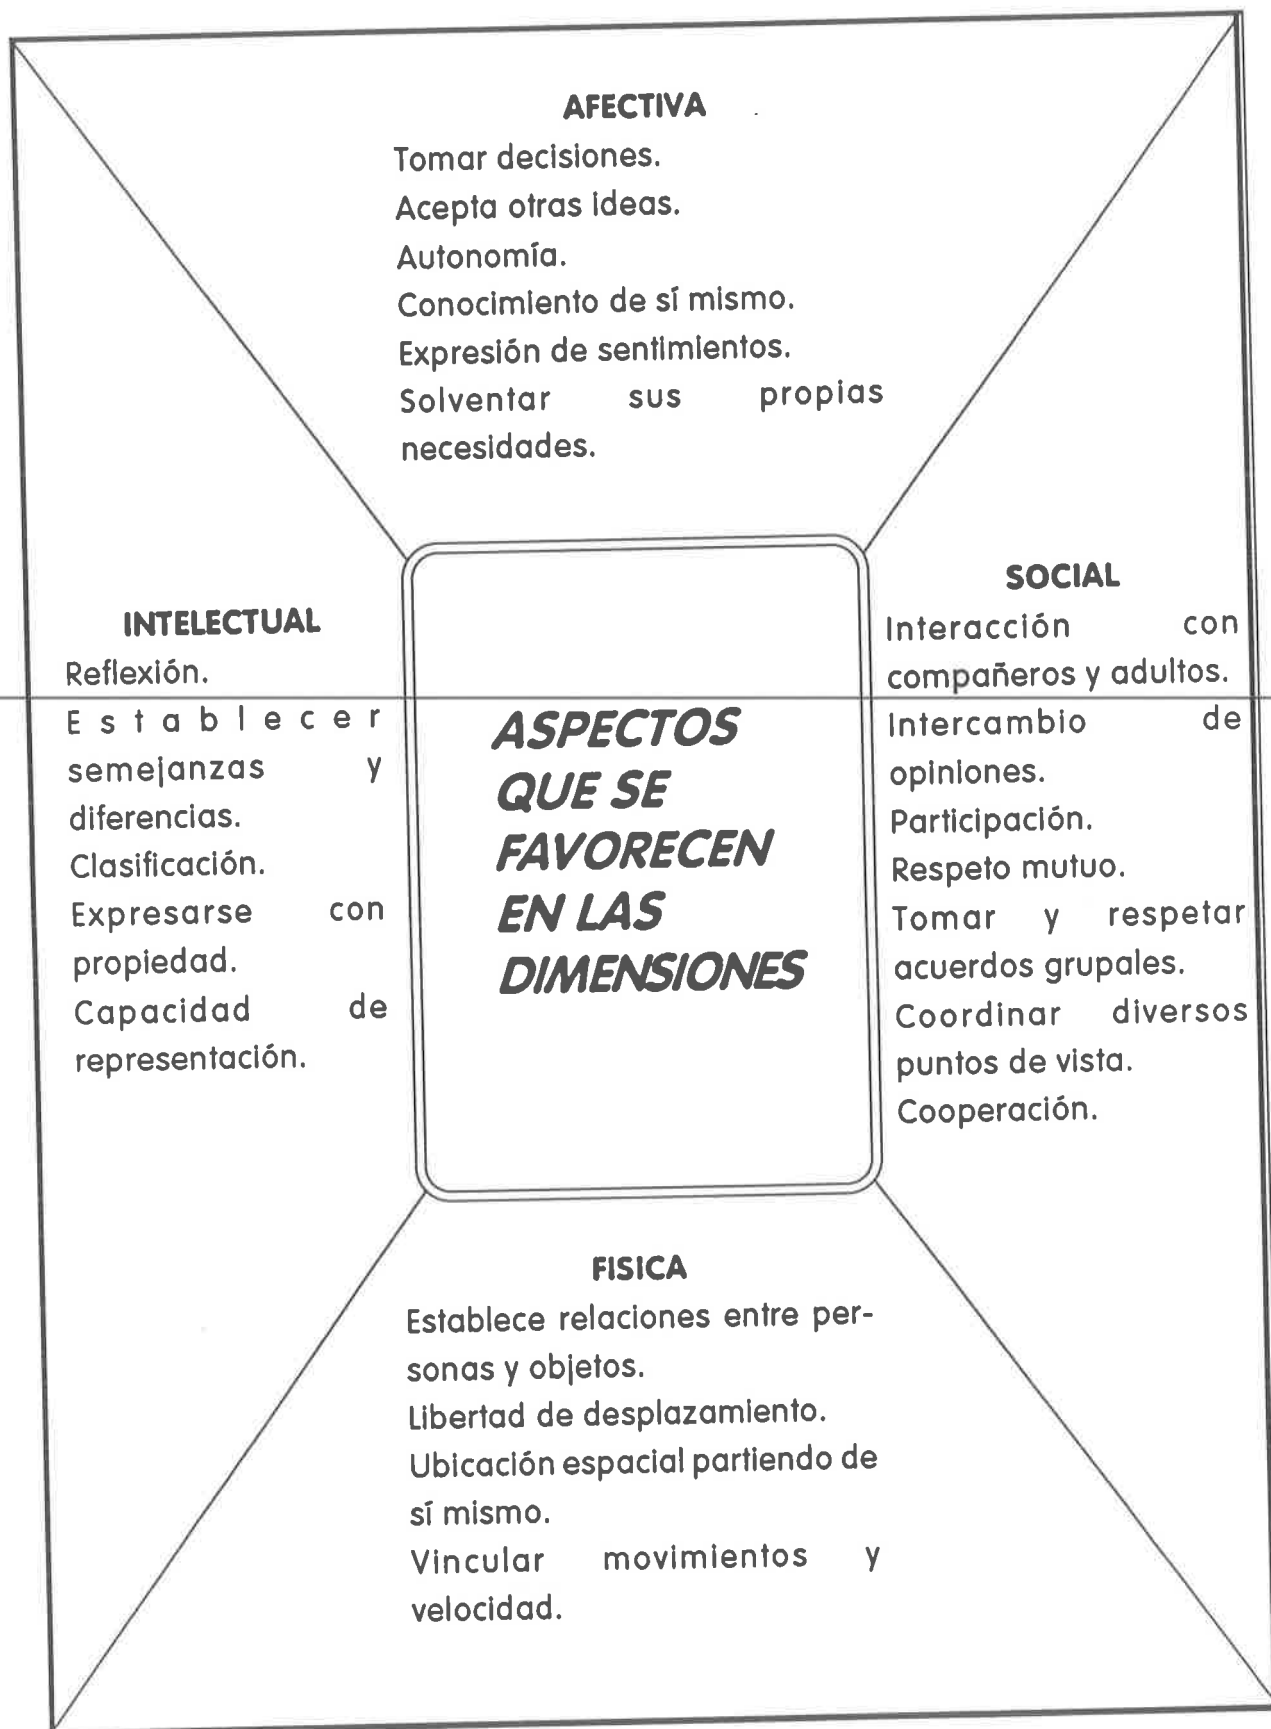 AFECTIVA
Tomar decisiones.
Acepta otras ideas.
Autonomía.
Conocimiento de sí mismo.
Expresión de sentimientos.
Solventar sus propias
necesidades.
INTELECTUAL
Reflexión.
Establecer
semejanzas y
diferencias.
Clasificación.
Expresarse con
propiedad.
Capacidad de
representación.
ASPECTOS
QUE SE
FAVORECEN
EN LAS
DIMENSIONES
SOCIAL
Interacción con
compañeros y adultos.
Intercambio de
opiniones.
Participación.
Respeto mutuo.
Tomar y respetar
acuerdos grupales.
Coordinar diversos
puntos de vista.
Cooperación.
FISICA
Establece relaciones entre per-
sonas y objetos.
Libertad de desplazamiento.
Ubicación espacial partiendo de
sí mismo.
Vincular movimientos y
velocidad.